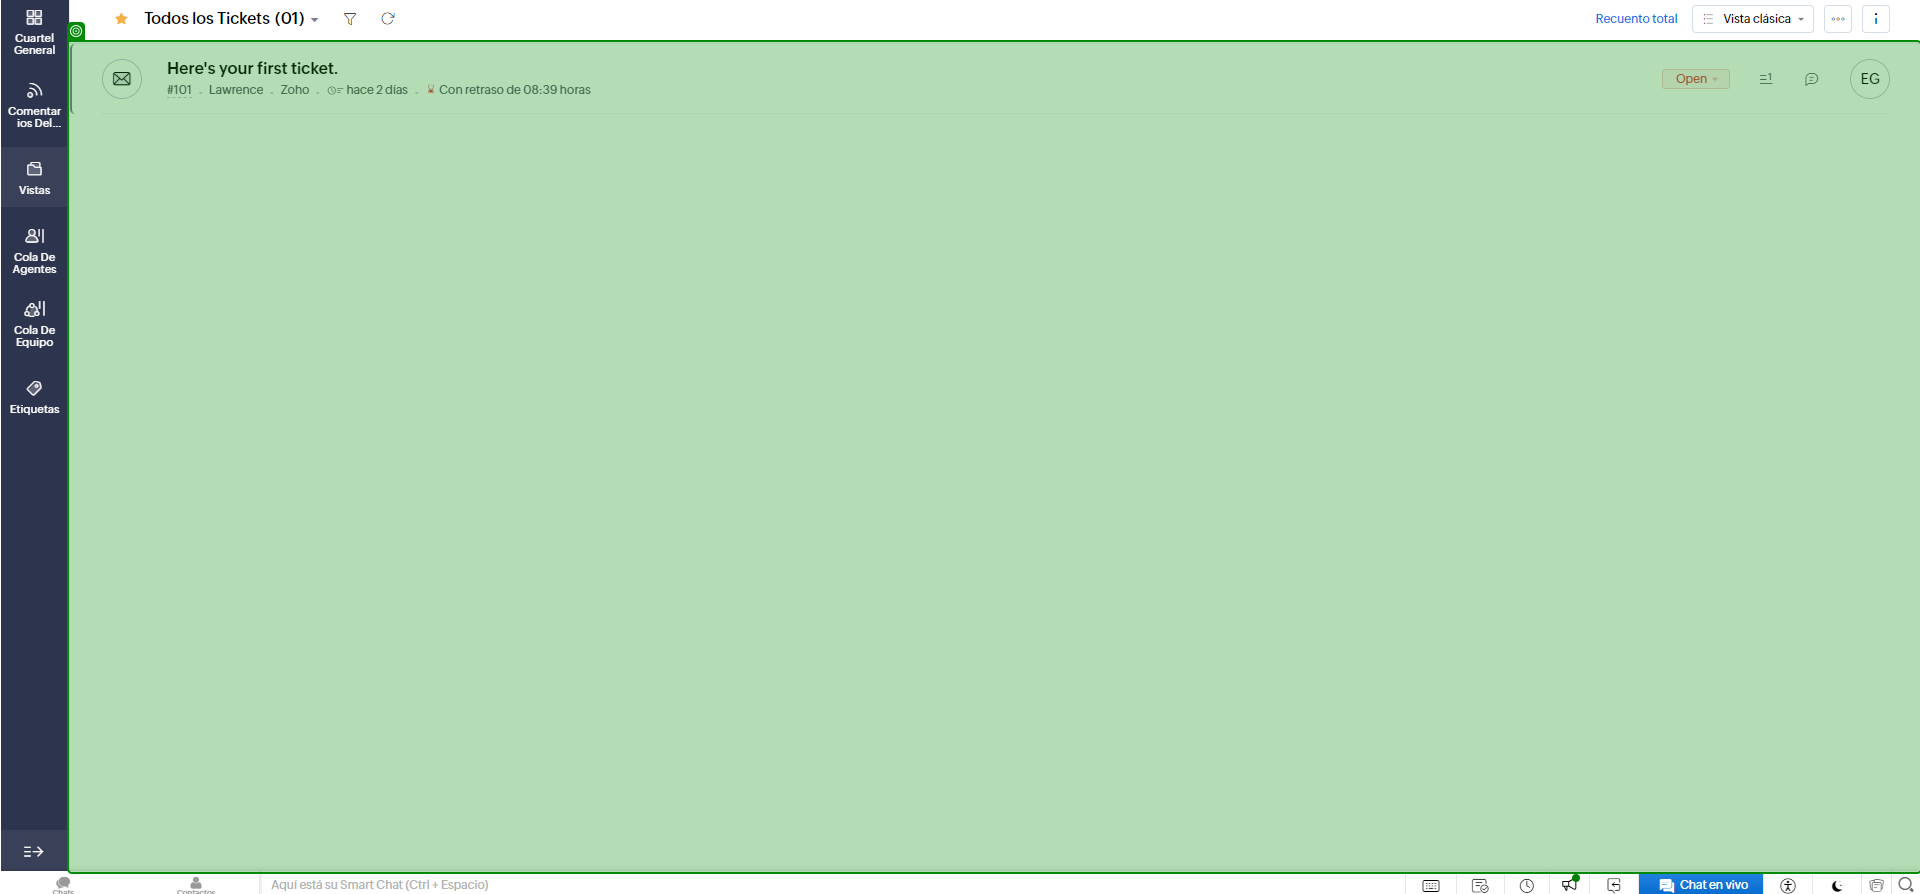 Todos los Tickets (01)
Recuento total
Vista clásica
Cuartel
General
Comentar
ios Del...
Vistas
Cola De
Agentes
Cola De
Equipo
Etiquetas
Here's your first ticket.
#101 . Lawrence . Zoho . hace 2 días . Con retraso de 08:39 horas
Open
EG
Chats
Contactos
Aquí está su Smart Chat (Ctrl + Espacio)
Chat en vivo